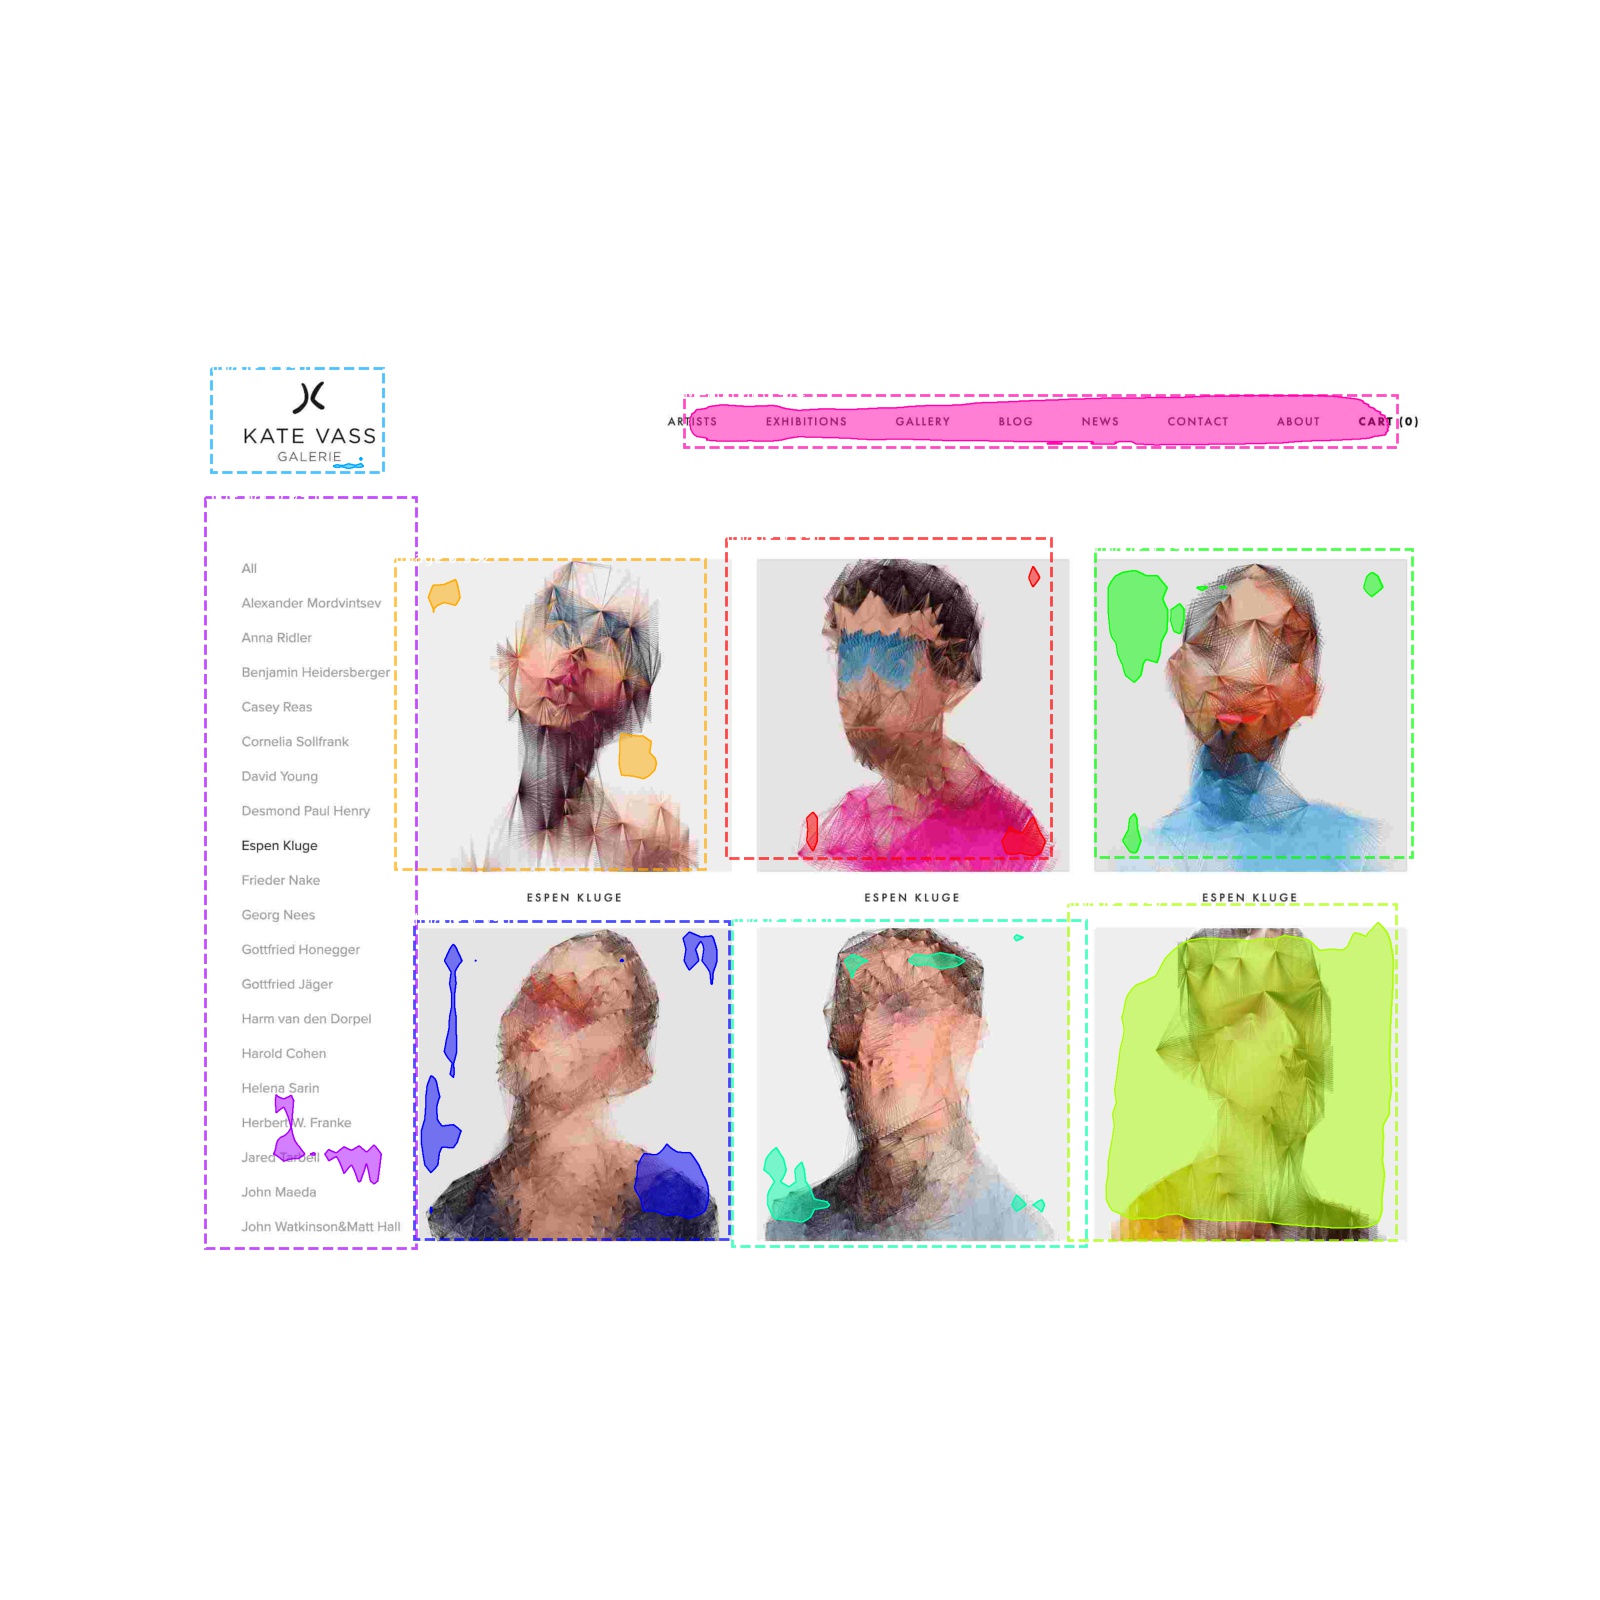 KATE VASS
GALERIE
ARTISTS EXHIBITIONS GALLERY BLOG NEWS CONTACT ABOUT CART (0)
All
Alexander Mordvintsev
Anna Ridler
Benjamin Heidersberger
Casey Reas
Cornelia Sollfrank
David Young
Desmond Paul Henry
Espen Kluge
Frieder Nake
Georg Nees
Gottfried Honegger
Gottfried Jäger
Harm van den Dorpel
Harold Cohen
Helena Sarin
Herbert W. Franke
Jared Tarbell
John Maeda
John Watkinson&Matt Hall
ESPEN KLUGE ESPEN KLUGE ESPEN KLUGE